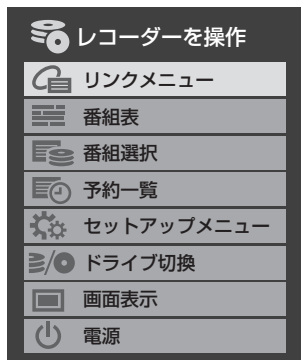 レコーダーを操作
リンクメニュー
番組表
番組選択
予約一覧
セットアップメニュー
ドライブ切換
画面表示
電源